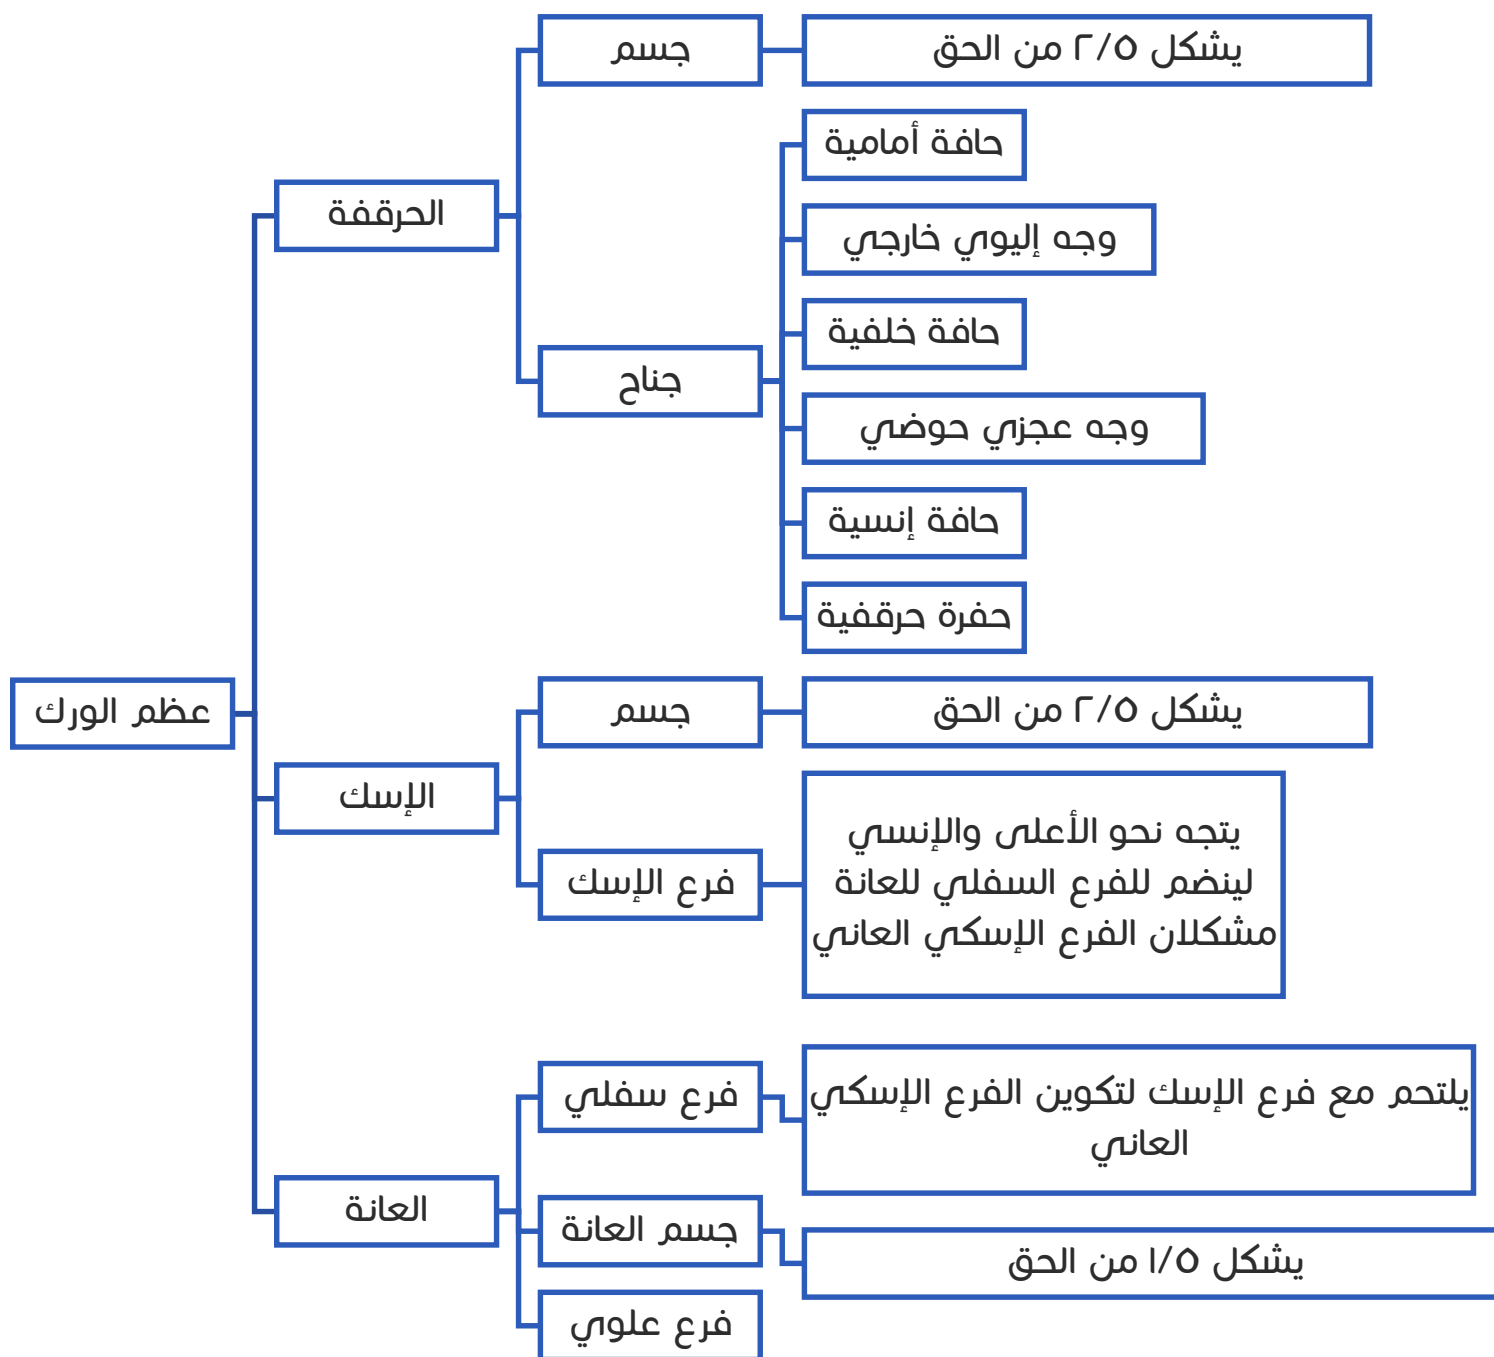 جسم
يشكل ٢/٥ من الحق
حافة أمامية
الحرقفة
وجه إليوي خارجي
حافة خلفية
جناح
وجه عجزي حوضي
حافة إنسية
حفرة حرقفية
عظم الورك
جسم
يشكل ٢/٥ من الحق
الإسك
يتجه نحو الأعلى والإنسي
لينضم للفرع السفلي للعانة
مشكلان الفرع الإسكي العاني
فرع الإسك
فرع سفلي
يلتحم مع فرع الإسك لتكوين الفرع الإسكي
العاني
العانة
جسم العانة
يشكل ١/٥ من الحق
فرع علوي